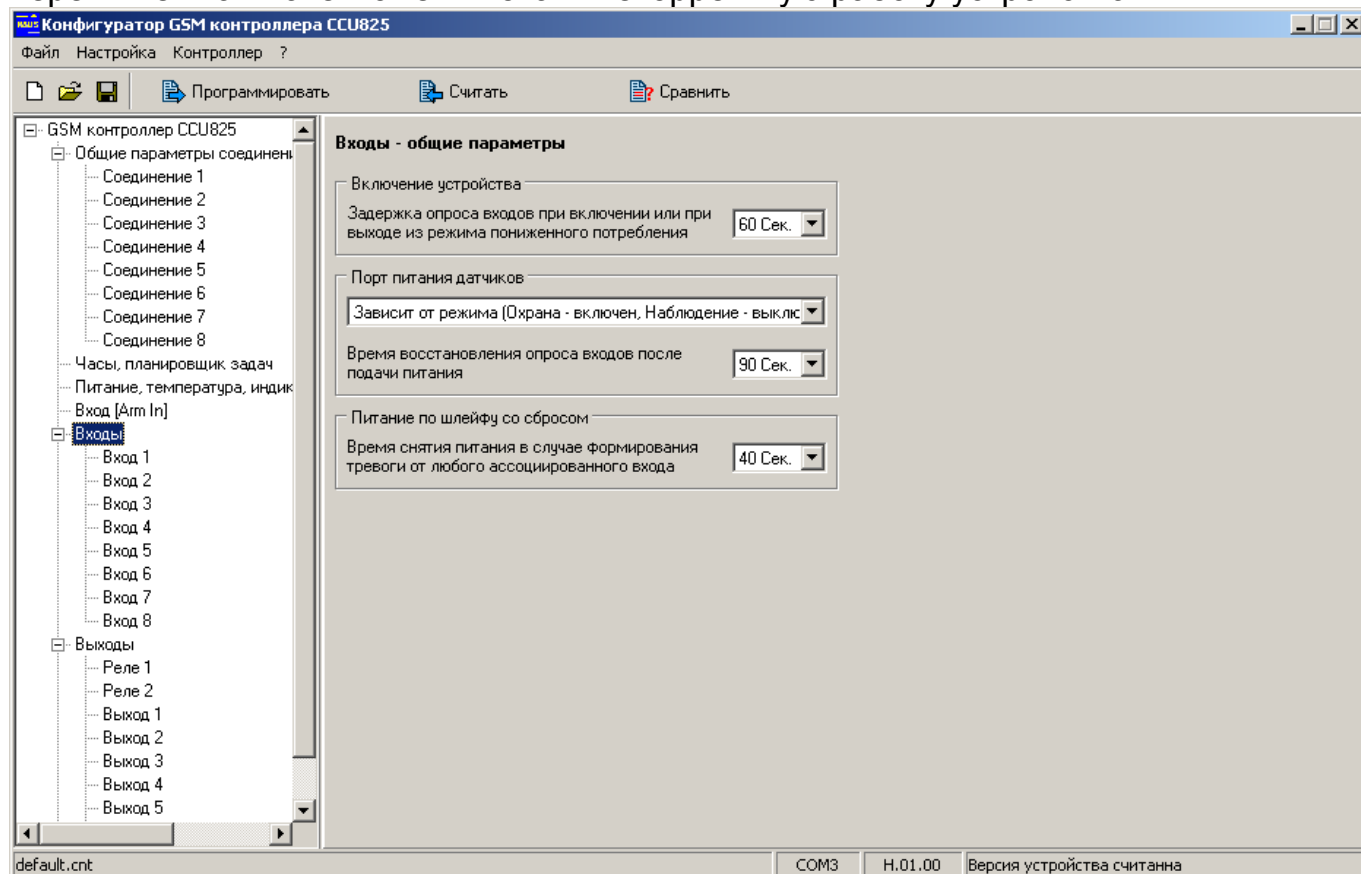 Конфигуратор GSM контроллера CCU825
Файл Настройка Контроллер ?
Программировать Считать Сравнить
GSM контроллер CCU825
Общие параметры соединени
Соединение 1
Соединение 2
Соединение 3
Соединение 4
Соединение 5
Соединение 6
Соединение 7
Соединение 8
Часы, планировщик задач
Питание, температура, индик
Вход [Arm In]
Входы
Вход 1
Вход 2
Вход 3
Вход 4
Вход 5
Вход 6
Вход 7
Вход 8
Выходы
Реле 1
Реле 2
Выход 1
Выход 2
Выход 3
Выход 4
Выход 5
Входы - общие параметры
Включение устройства
Задержка опроса входов при включении или при
выходе из режима пониженного потребления
60 Сек.
Порт питания датчиков
Зависит от режима (Охрана - включен, Наблюдение - выклю
Время восстановления опроса входов после
подачи питания
90 Сек.
Питание по шлейфу со сбросом
Время снятия питания в случае формирования
тревоги от любого ассоциированного входа
40 Сек.
default.cnt COM3 H.01.00 Версия устройства считанна